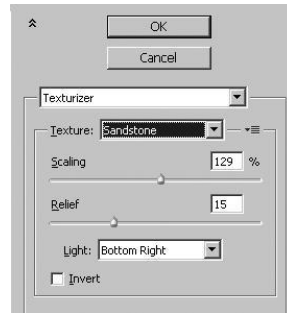 OK
Cancel
Texturizer
Texture: Sandstone
Scaling 129 %
Relief 15
Light: Bottom Right
Invert